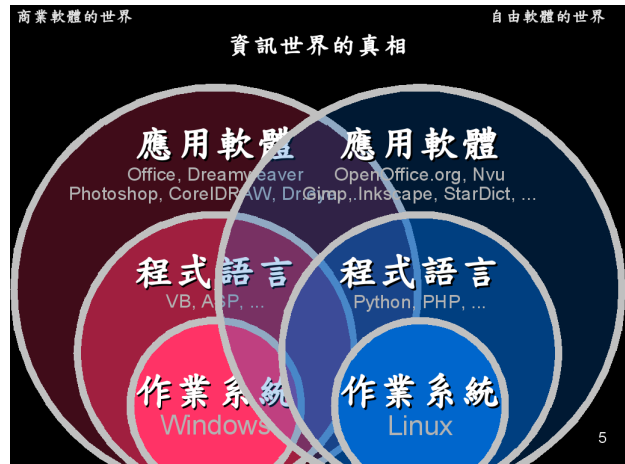 商業軟體的世界
自由軟體的世界
資訊世界的真相
應用軟體
Office, Dreamweaver
Photoshop, CorelDRAW, Dr.eye, ...
應用軟體
OpenOffice.org, Nvu
Gimp, Inkscape, StarDict, ...
程式語言
VB, ASP, ...
程式語言
Python, PHP, ...
作業系統
Windows
作業系統
Linux
5